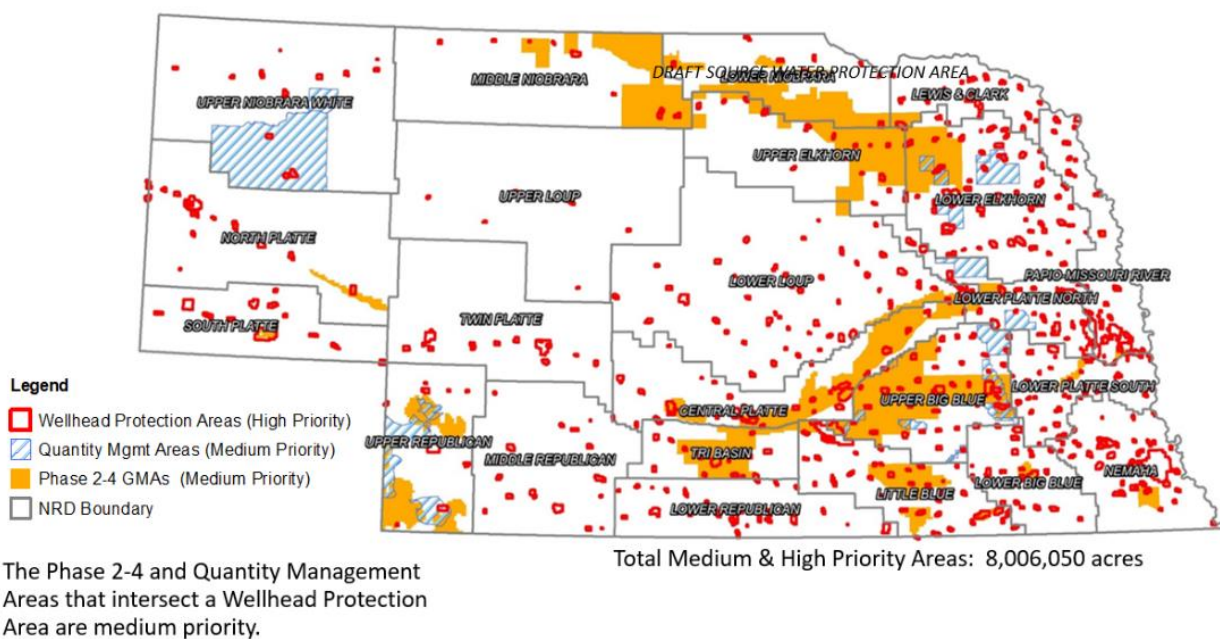 DRAFT SOURCE WATER PROTECTION AREA
MIDDLE NIOBRARA
LOWER NIOBRARA
LEWIS & CLARK
UPPER NIOBRARA WHITE
UPPER ELKHORN
UPPER LOUP
LOWER ELKHORN
NORTH PLATTE
PAPIO-MISSOURI RIVER
LOWER LOUP
LOWER PLATTE NORTH
SOUTH PLATTE
TWIN PLATTE
LOWER PLATTE SOUTH
UPPER BIG BLUE
CENTRAL PLATTE
UPPER REPUBLICAN
TRI BASIN
MIDDLE REPUBLICAN
NEMAHA
LOWER BIG BLUE
LITTLE BLUE
LOWER REPUBLICAN
Legend
Wellhead Protection Areas (High Priority)
Quantity Mgmt Areas (Medium Priority)
Phase 2-4 GMAs (Medium Priority)
NRD Boundary
Total Medium & High Priority Areas: 8,006,050 acres
The Phase 2-4 and Quantity Management
Areas that intersect a Wellhead Protection
Area are medium priority.